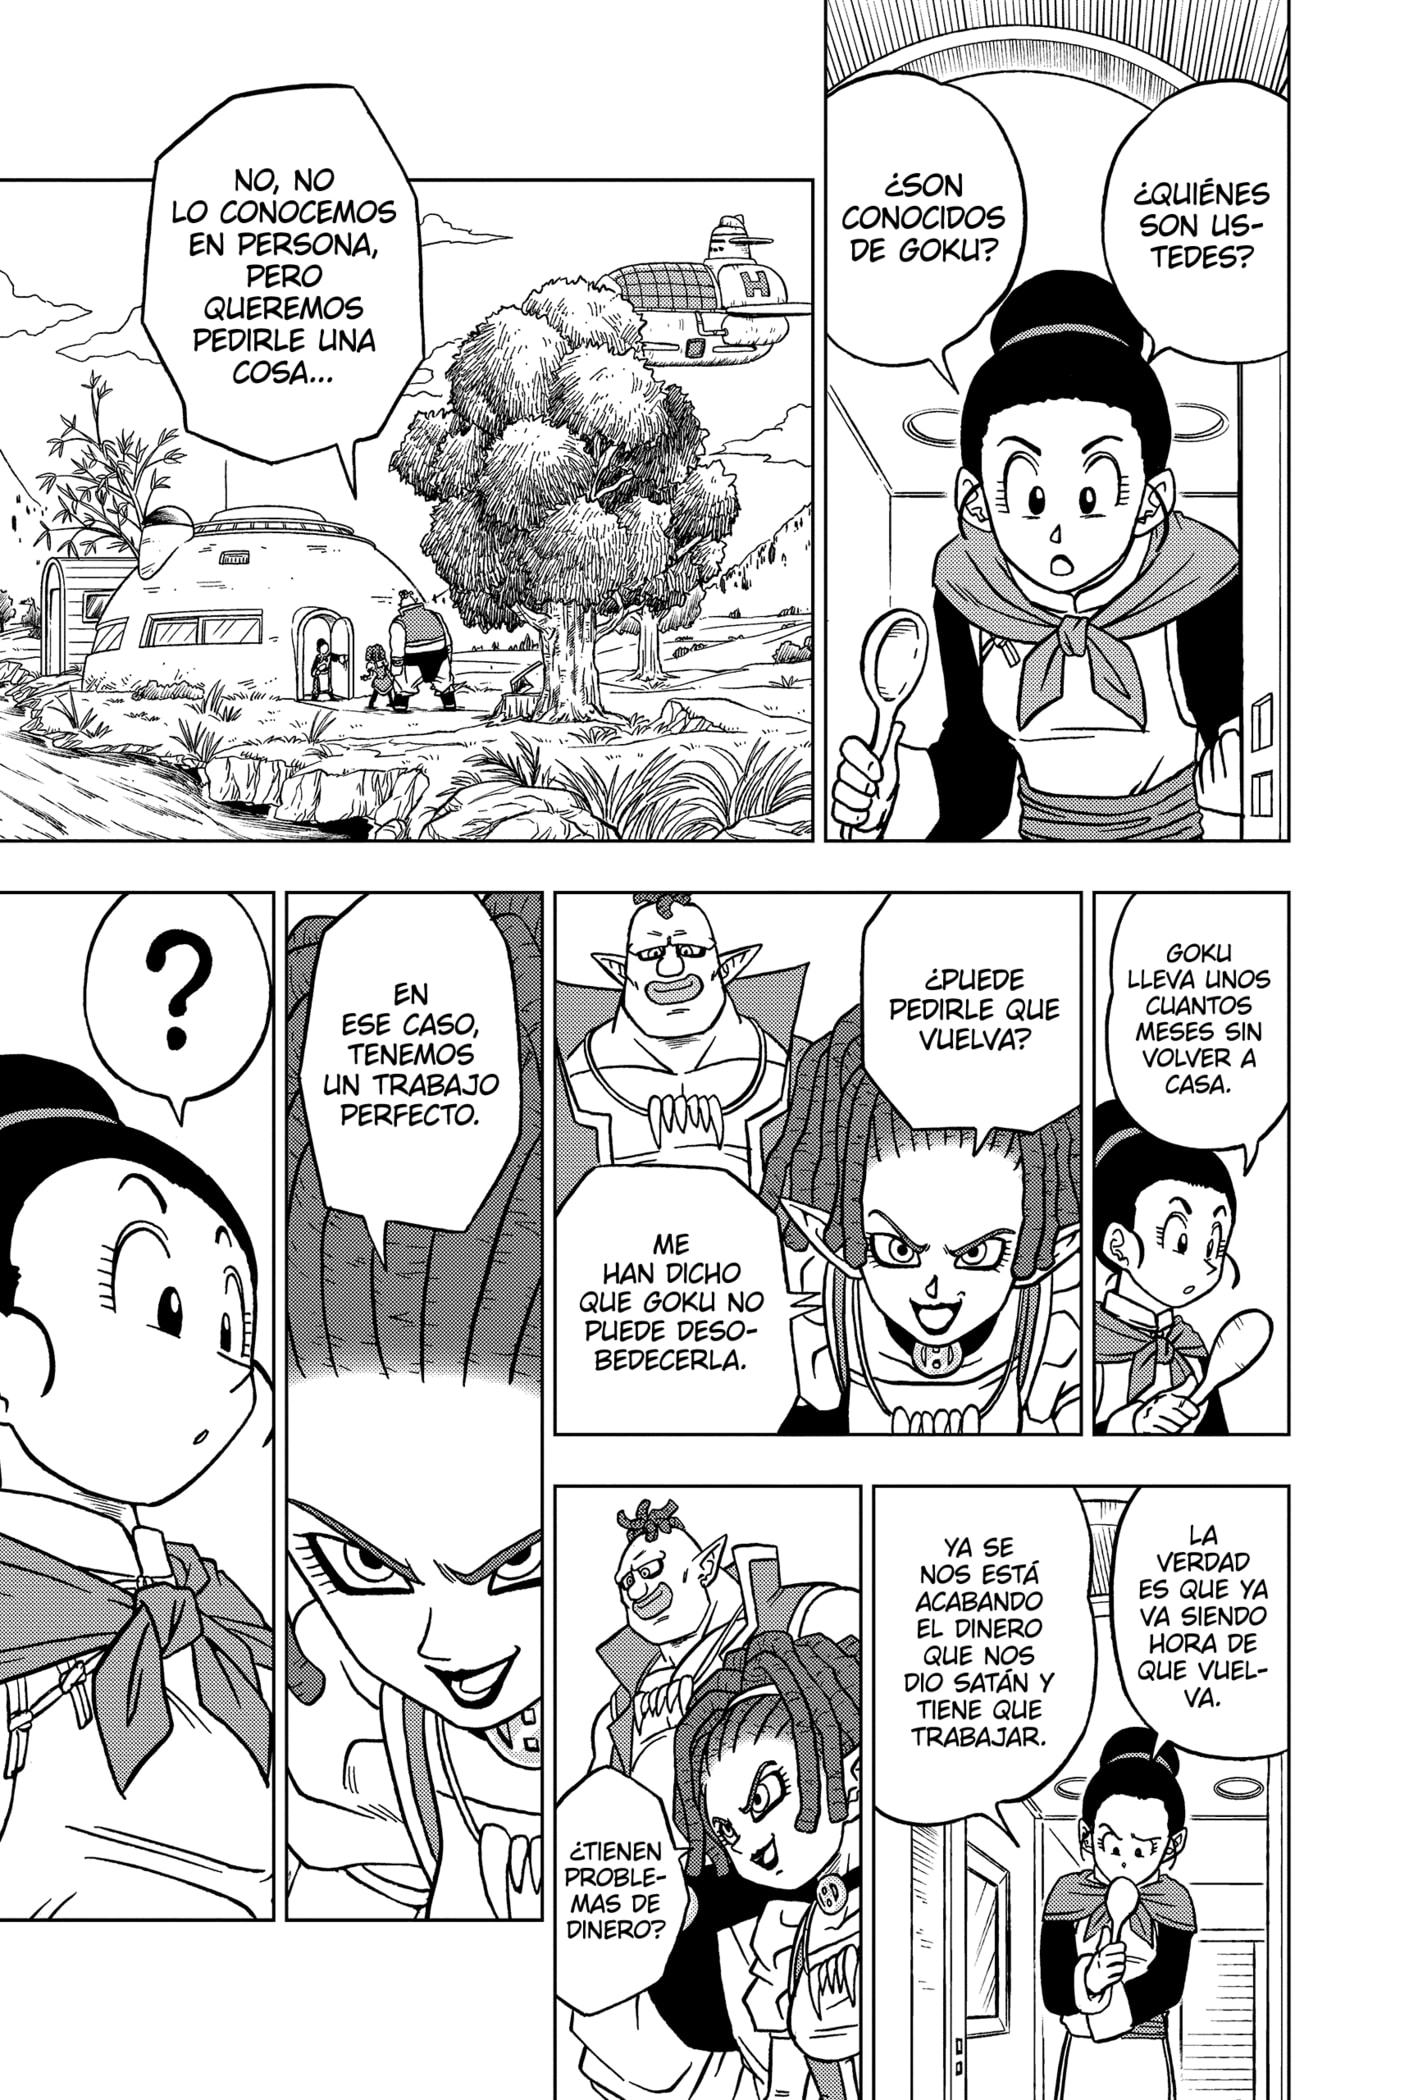 ¿QUIÉNES
SON US-
TEDES?
¿SON
CONOCIDOS
DE GOKU?
NO, NO
LO CONOCEMOS
EN PERSONA,
PERO
QUEREMOS
PEDIRLE UNA
COSA...
H
GOKU
LLEVA UNOS
CUANTOS
MESES SIN
VOLVER A
CASA.
¿PUEDE
PEDIRLE QUE
VUELVA?
ME
HAN DICHO
QUE GOKU NO
PUEDE DESO-
BEDECERLA.
LA
VERDAD
ES QUE YA
VA SIENDO
HORA DE
QUE VUEL-
VA.
YA SE
NOS ESTÁ
ACABANDO
EL DINERO
QUE NOS
DIO SATÁN Y
TIENE QUE
TRABAJAR.
¿TIENEN
PROBLE-
MAS DE
DINERO?
EN
ESE CASO,
TENEMOS
UN TRABAJO
PERFECTO.
?